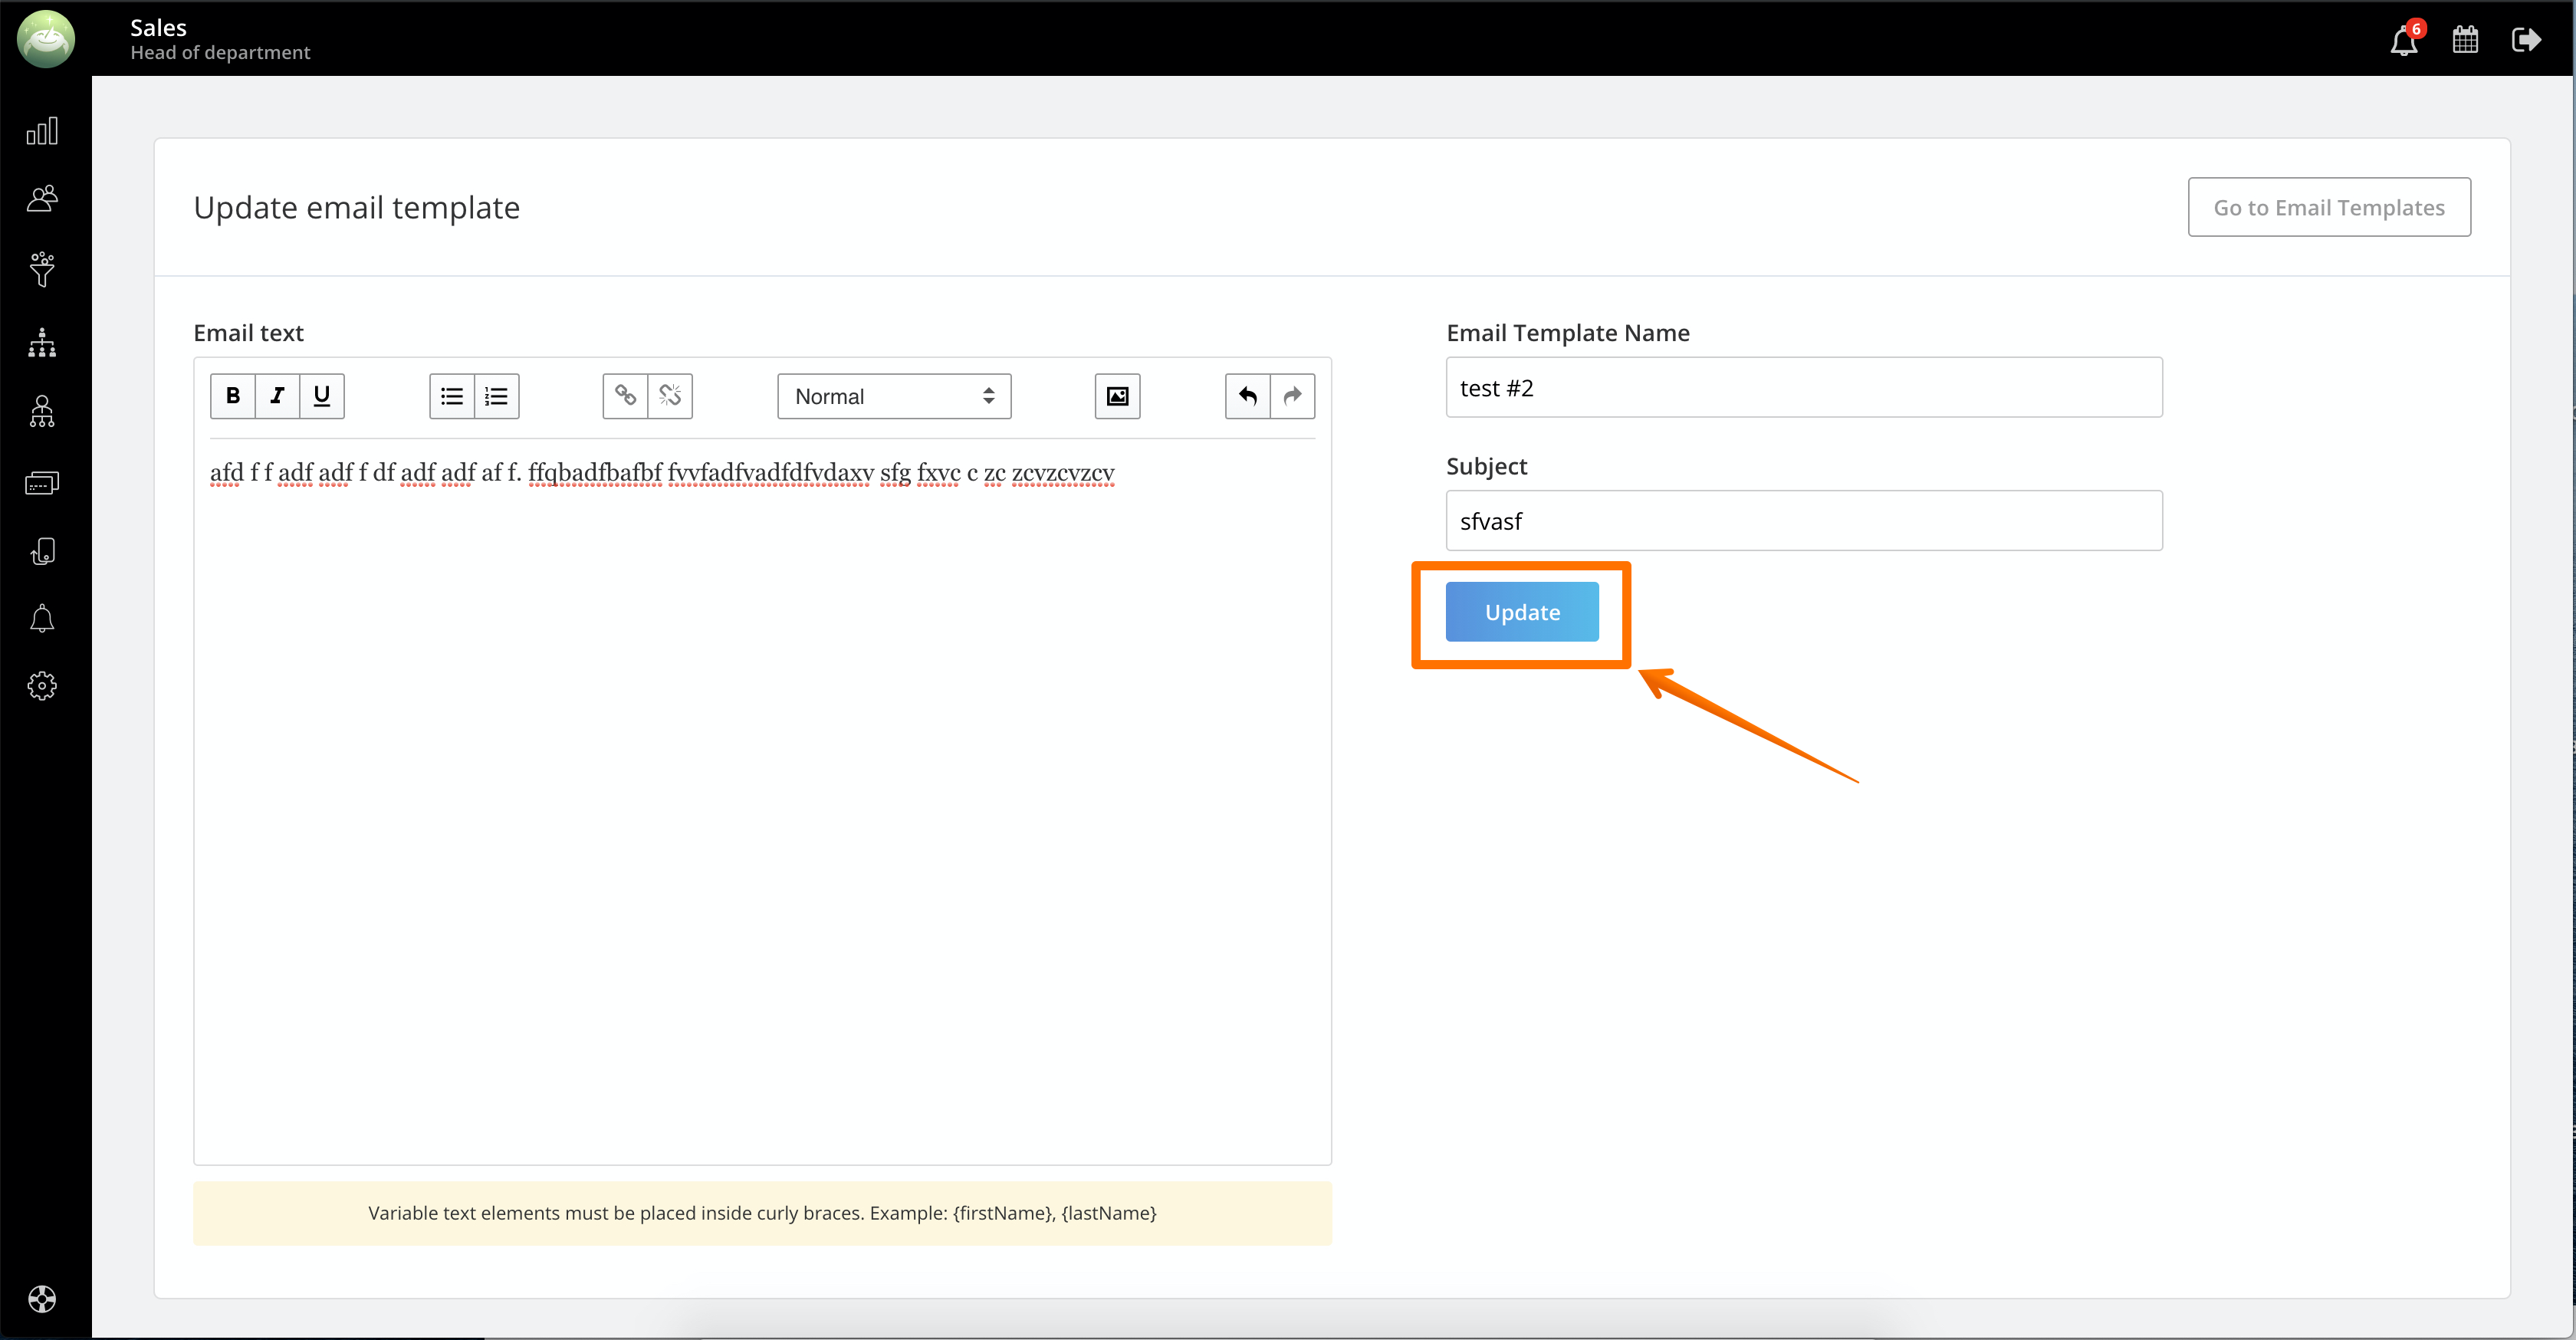 Sales
Head of department
6
Update email template
Go to Email Templates
Email text
B I U
Normal
afd f f adf adf f df adf adf af f. ffqbadfbafbf fvvfadfvadfdfvdaxv sfg fxvc c zc zcvzcvzcv
Variable text elements must be placed inside curly braces. Example: {firstName}, {lastName}
Email Template Name
test #2
Subject
sfvasf
Update